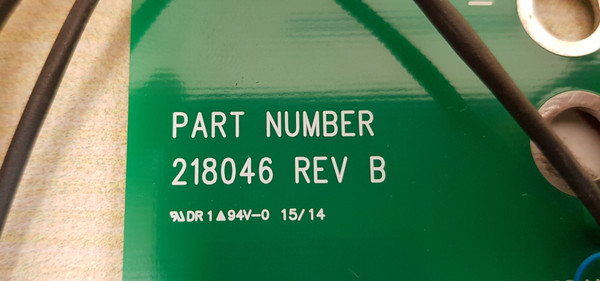 PART NUMBER
218046 REV B
DR 1▲94V-0 15/14